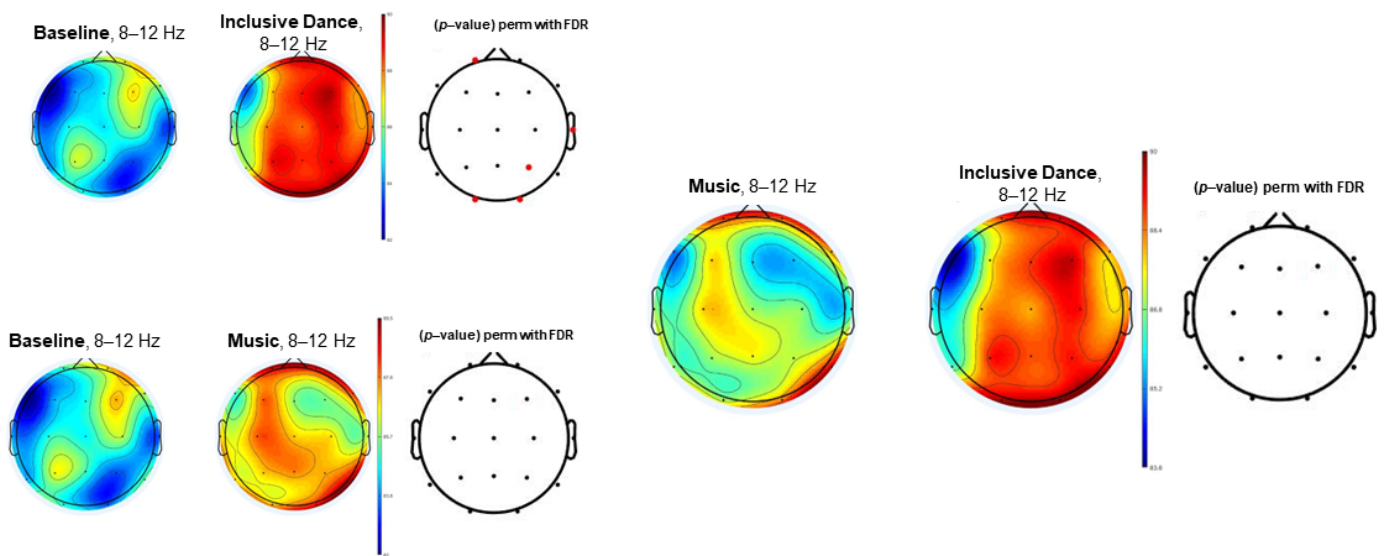 Baseline, 8–12 Hz
Inclusive Dance,
8–12 Hz
(p–value) perm with FDR
90
Baseline, 8–12 Hz
Music, 8–12 Hz
(p–value) perm with FDR
Music, 8–12 Hz
Inclusive Dance,
8–12 Hz
90
88.4
86.8
85.2
83.6
(p–value) perm with FDR